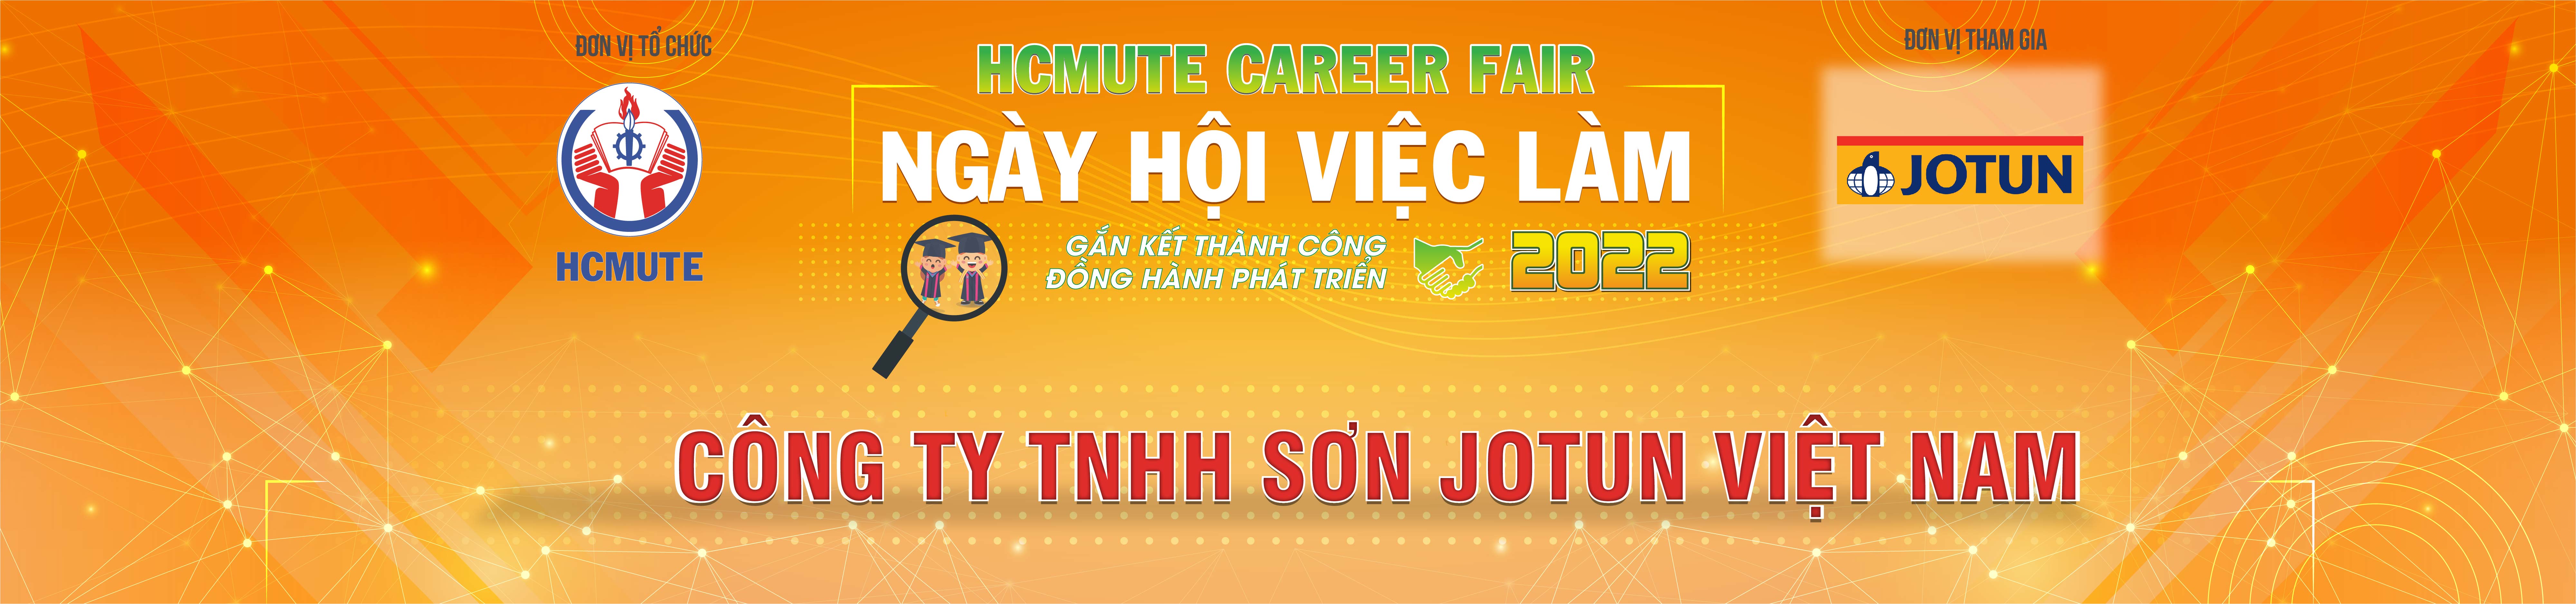 ĐƠN VỊ TỔ CHỨC
HCMUTE
HCMUTE CAREER FAIR
NGÀY HỘI VIỆC LÀM
GẮN KẾT THÀNH CÔNG
ĐỒNG HÀNH PHÁT TRIỂN
2022
ĐƠN VỊ THAM GIA
JOTUN
CÔNG TY TNHH SƠN JOTUN VIỆT NAM